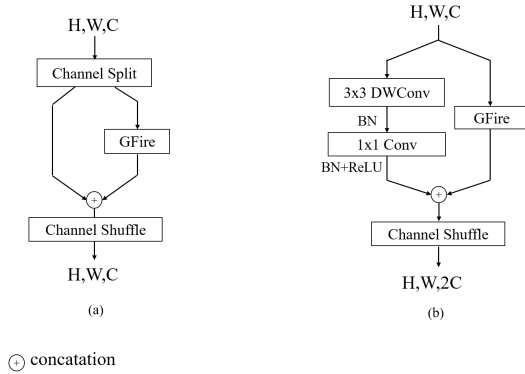 H,W,C
Channel Split
GFire
+
Channel Shuffle
H,W,C
(a)
H,W,C
3x3 DWConv
BN
GFire
1x1 Conv
BN+ReLU
+
Channel Shuffle
H,W,2C
(b)
+ concatation